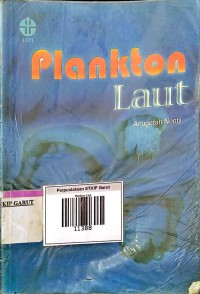 LIPI
Plankton
Laut
Anugerah Nontji
Perpustakaan STKIP Garut
11388
KIP GARUT